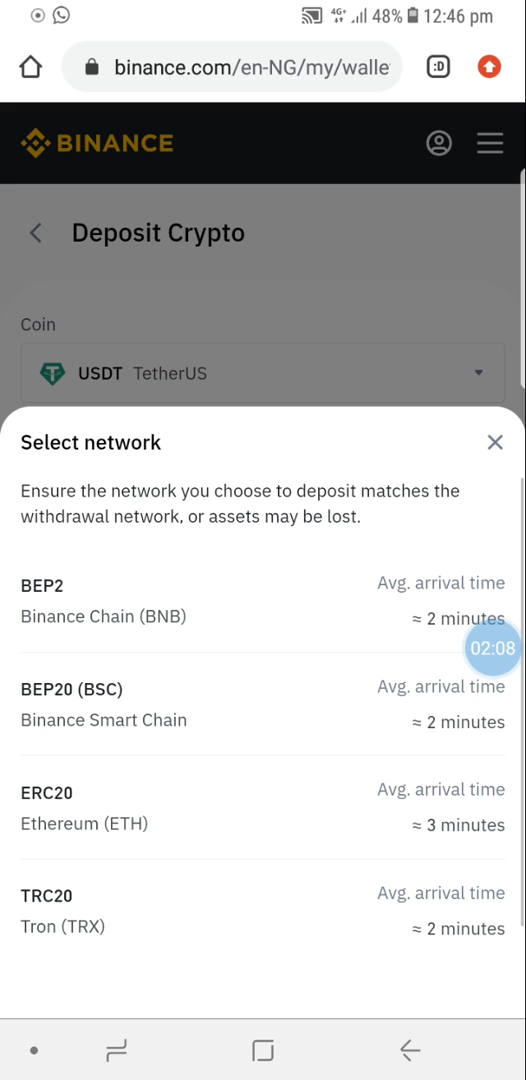 4G+ 48% 12:46 pm
binance.com/en-NG/my/walle :D
BINANCE
Deposit Crypto
Coin
USDT TetherUS
Select network
Ensure the network you choose to deposit matches the
withdrawal network, or assets may be lost.
BEP2 Avg. arrival time
Binance Chain (BNB) ≈ 2 minutes
02:08
BEP20 (BSC) Avg. arrival time
Binance Smart Chain ≈ 2 minutes
ERC20 Avg. arrival time
Ethereum (ETH) ≈ 3 minutes
TRC20 Avg. arrival time
Tron (TRX) ≈ 2 minutes